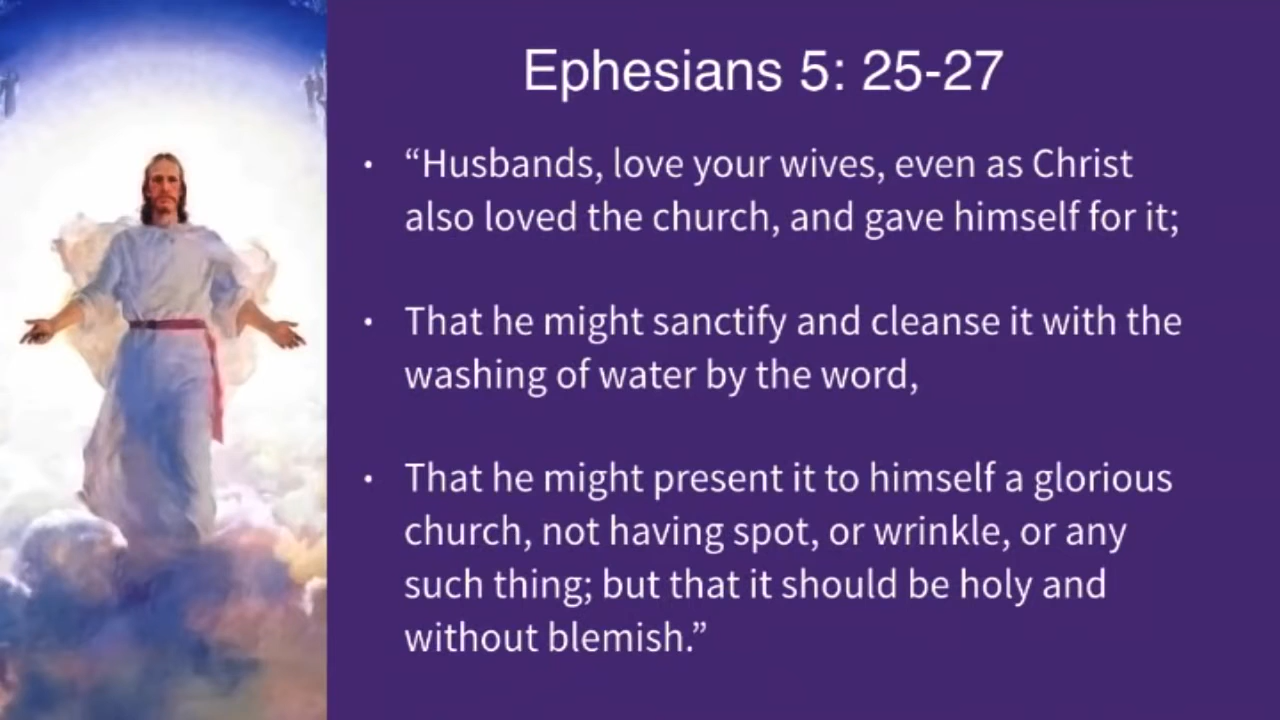 Ephesians 5: 25-27
• “Husbands, love your wives, even as Christ
also loved the church, and gave himself for it;
• That he might sanctify and cleanse it with the
washing of water by the word,
• That he might present it to himself a glorious
church, not having spot, or wrinkle, or any
such thing; but that it should be holy and
without blemish.”